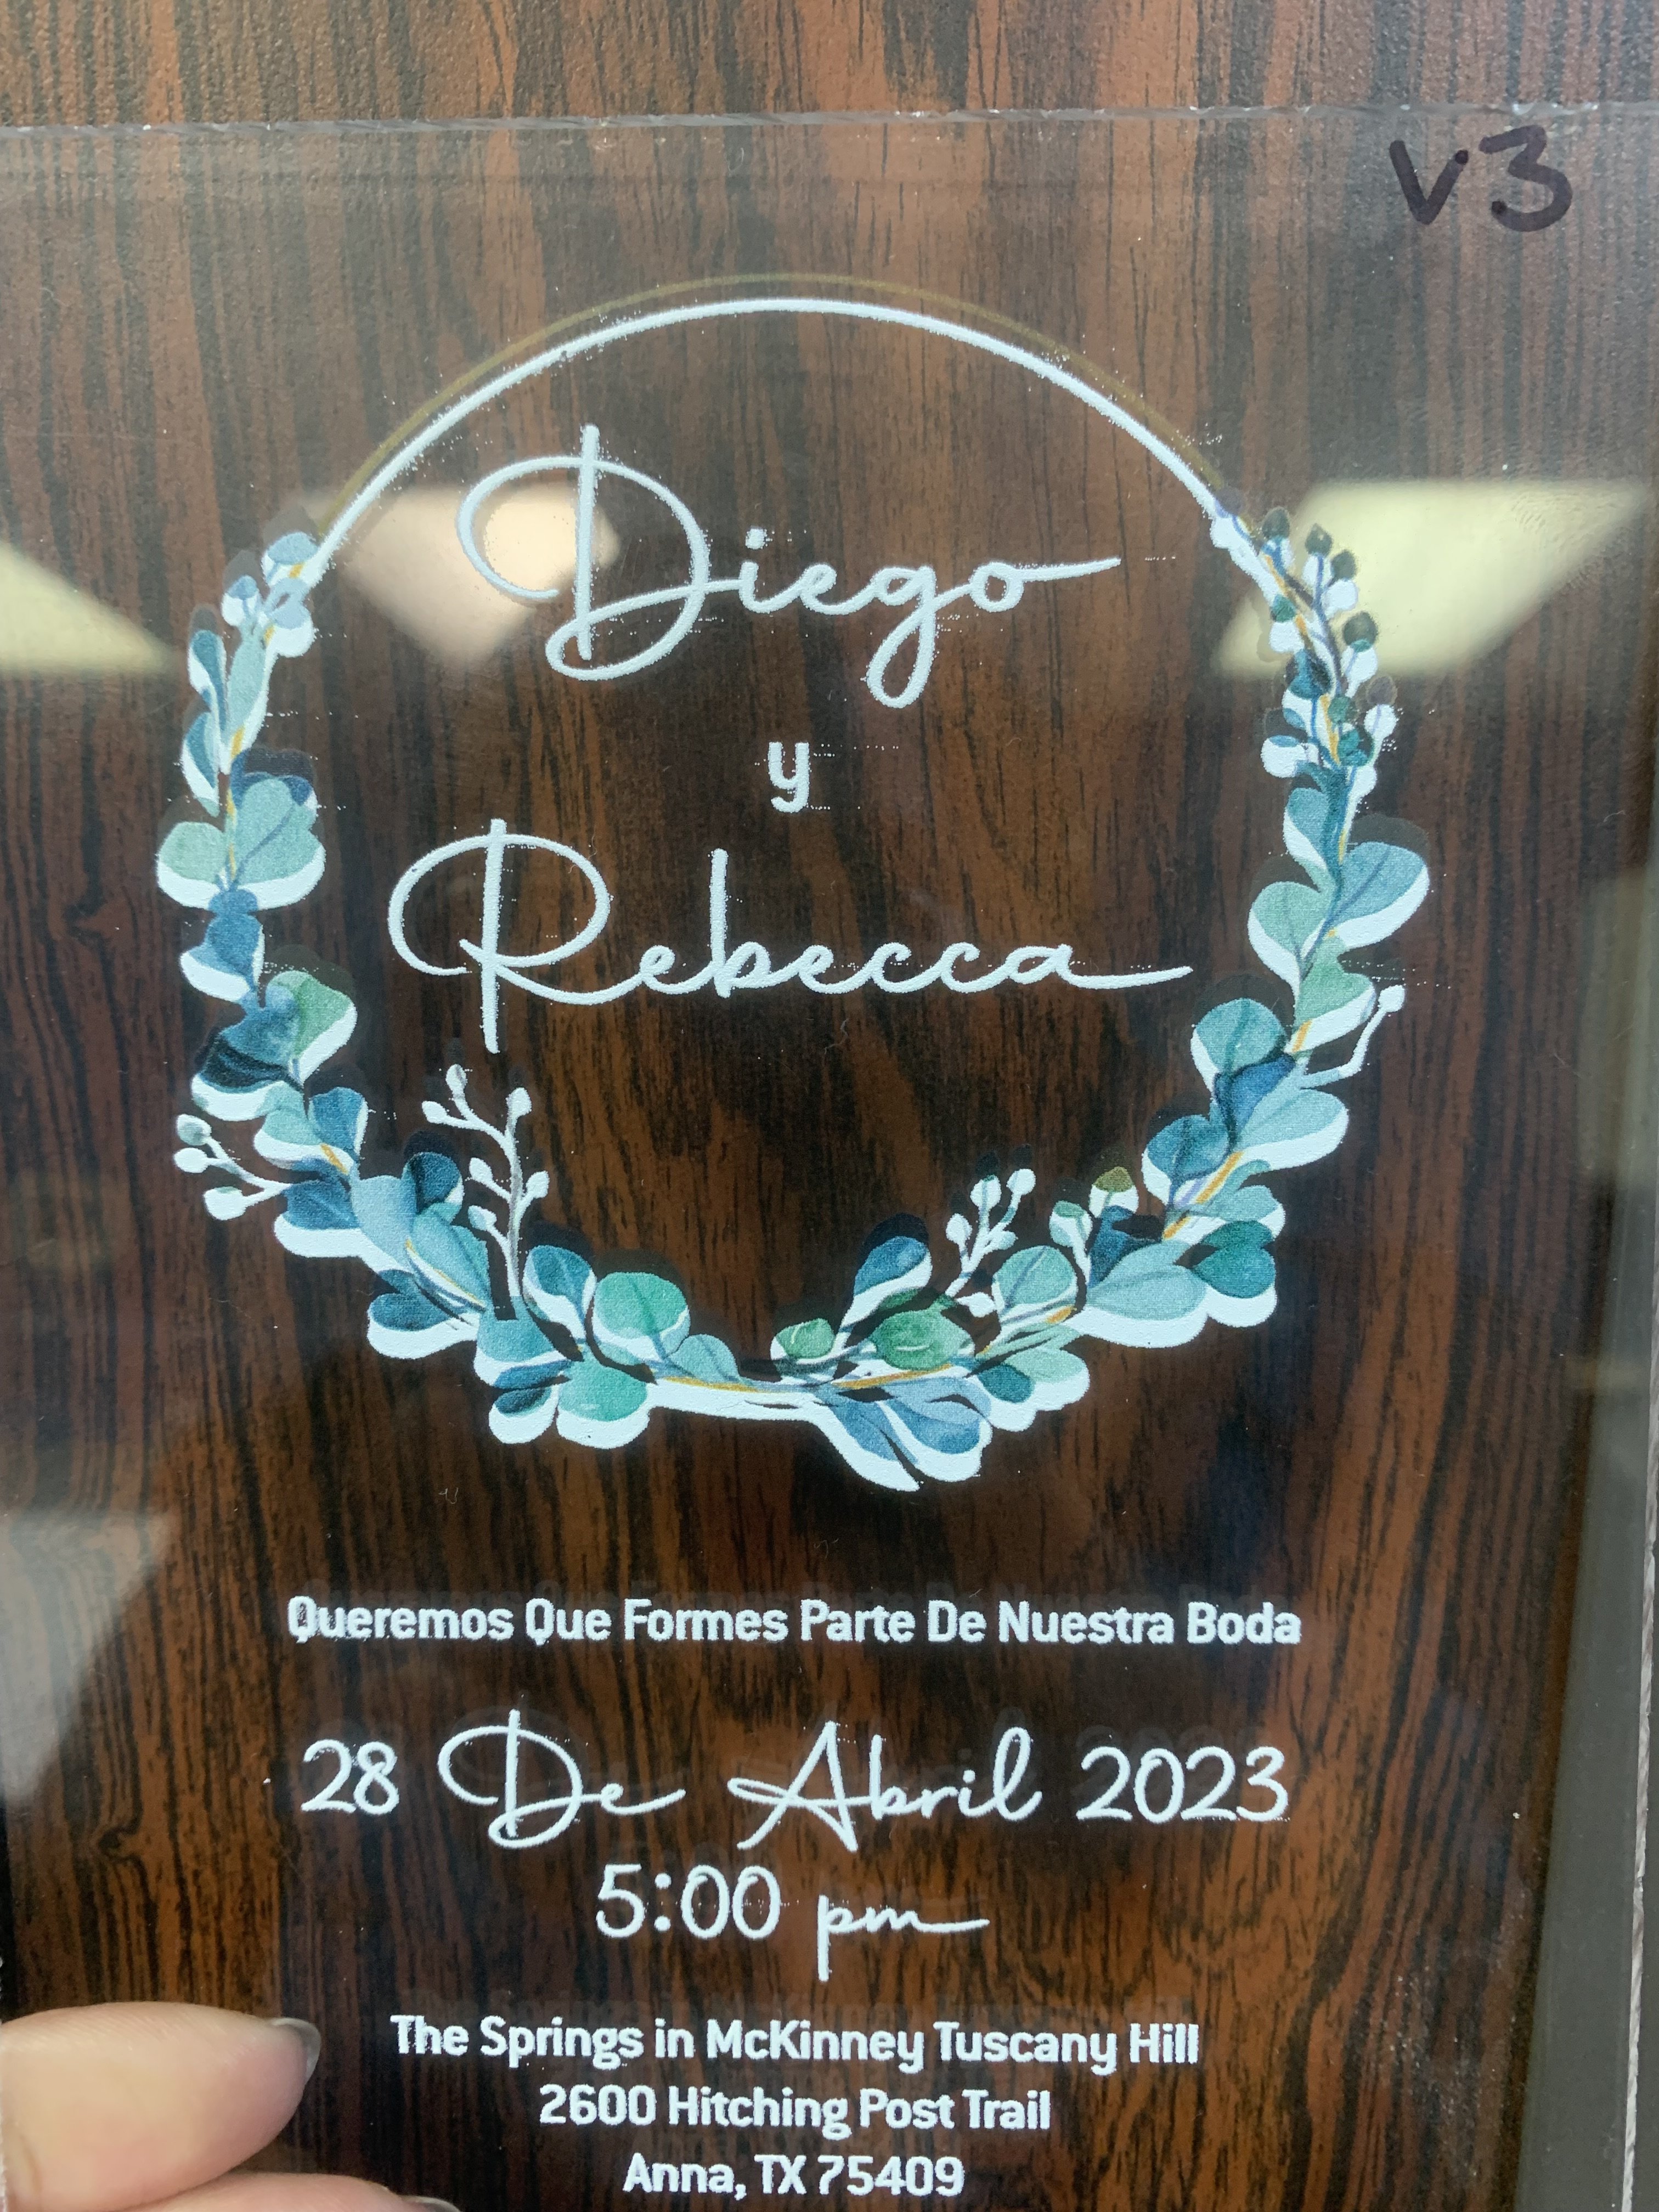 V3
Diego
y
Rebecca
Queremos Que Formes Parte De Nuestra Boda
28 De Abril 2023
5:00 pm
The Springs in McKinney Tuscany Hill
2600 Hitching Post Trail
Anna, TX 75409